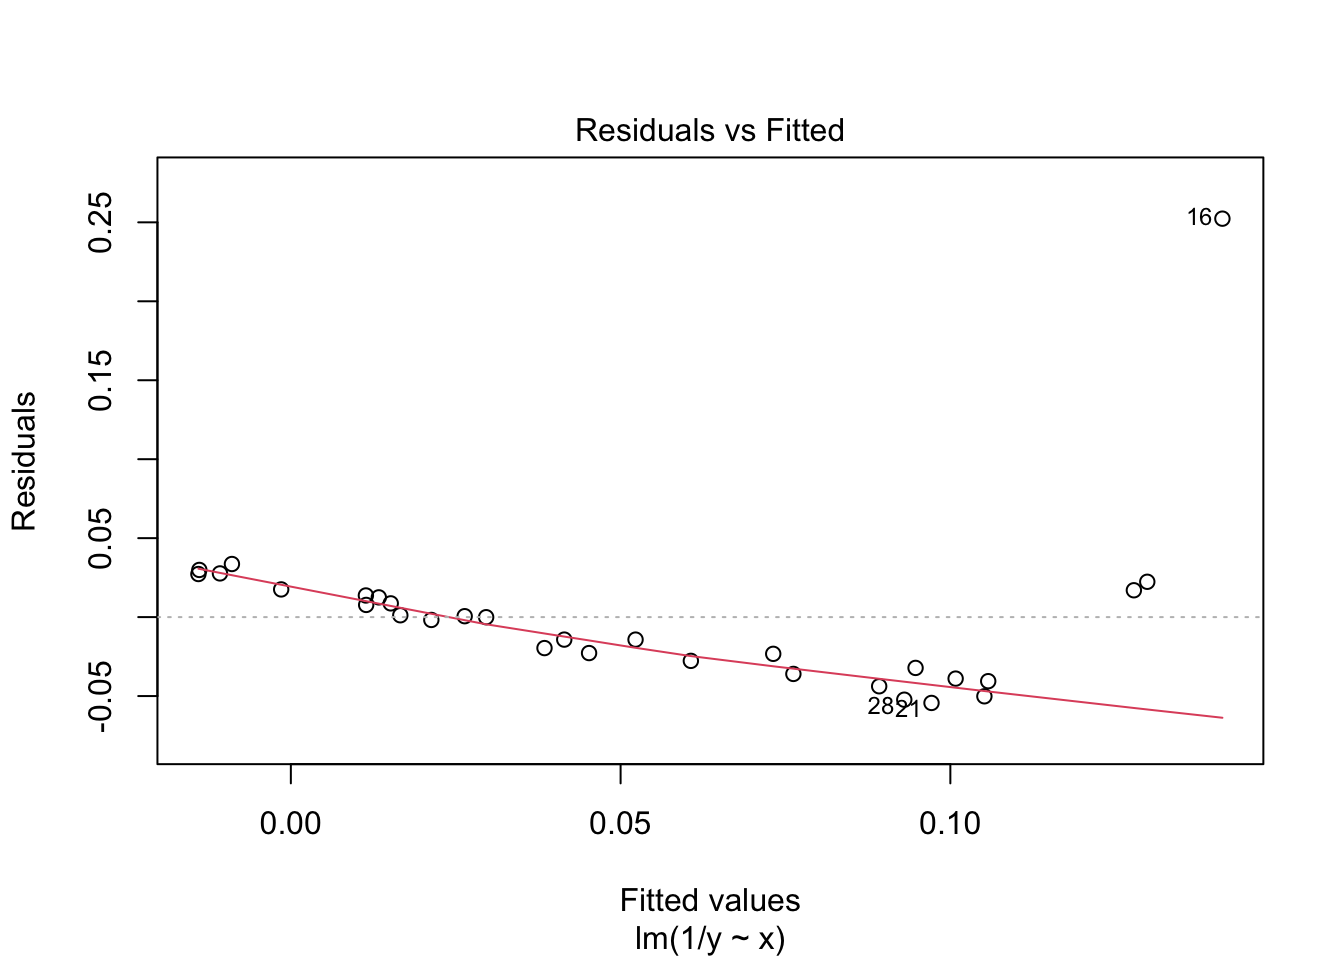 Residuals vs Fitted
Residuals
0.25
0.15
0.05
-0.05
16
28
21
0.00 0.05 0.10
Fitted values
lm(1/y ~ x)